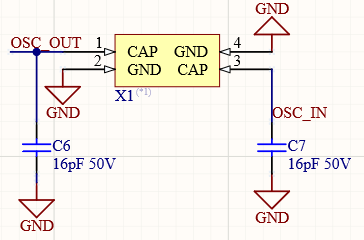 GND
OSC_OUT
1
CAP
GND
4
2
GND
CAP
3
X1(*1)
GND
OSC_IN
C6
16pF 50V
C7
16pF 50V
GND
GND